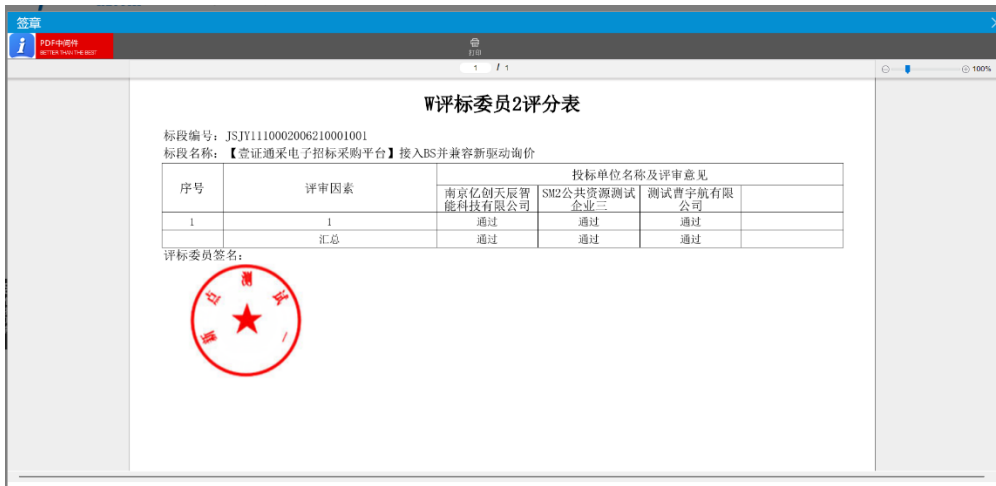 签章
PDF中间件
BETTER THAN THE BEST
打印
1 / 1
100%
W评标委员2评分表
标段编号：JSJY1110002006210001001
标段名称：【壹证通采电子招标采购平台】接入BS并兼容新驱动询价
序号 评审因素 投标单位名称及评审意见
南京亿创天辰智能科技有限公司 SM2公共资源测试企业三 测试曹宇航有限公司
1 1 通过 通过 通过
汇总 通过 通过 通过
评标委员签名：
新点测试一